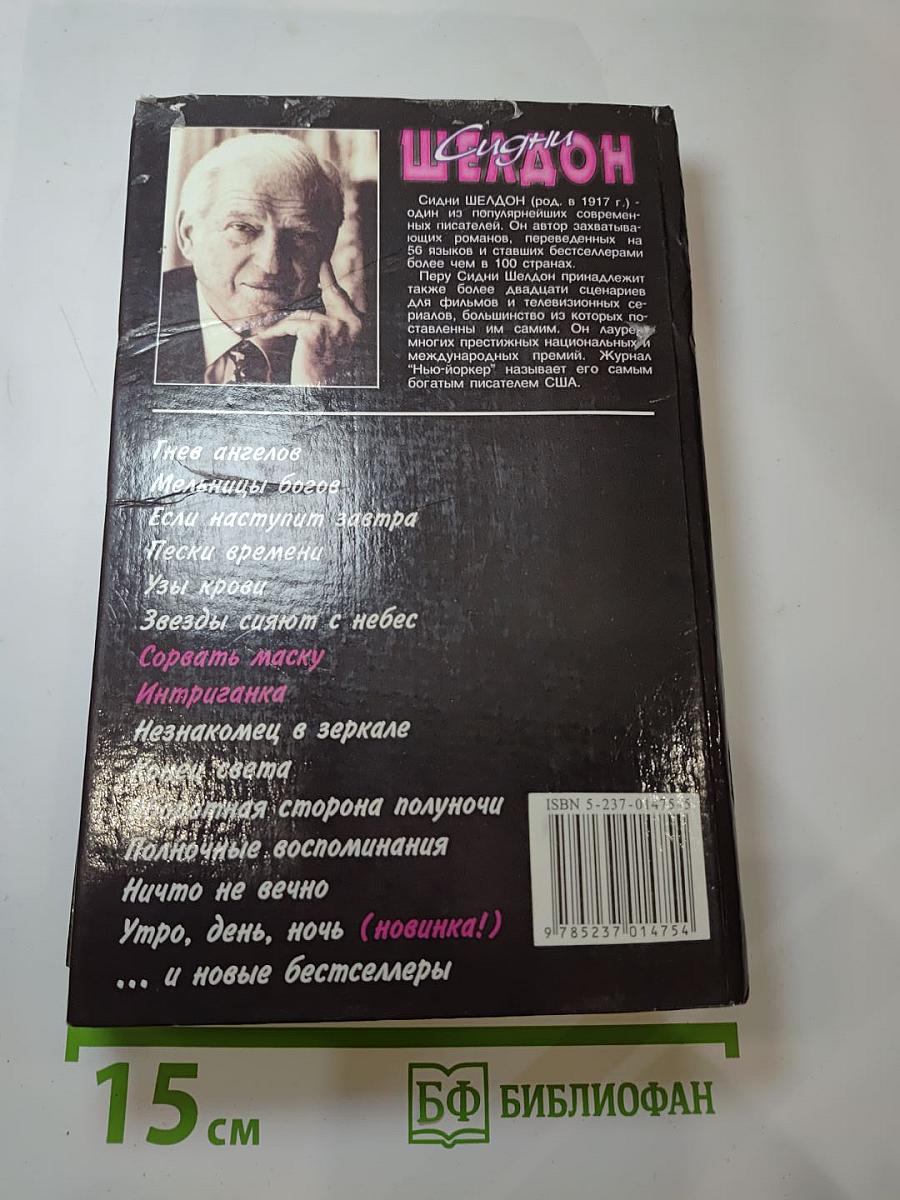 Сидни
ШЕЛДОН
Сидни ШЕЛДОН (род. в 1917 г.) -
один из популярнейших современ-
ных писателей. Он автор захватыва-
ющих романов, переведенных на
56 языков и ставших бестселлерами
более чем в 100 странах.
Перу Сидни Шелдон принадлежит
также более двадцати сценариев
для фильмов и телевизионных се-
риалов, большинство из которых по-
ставленны им самим. Он лауреат
многих престижных национальных и
международных премий. Журнал
"Нью-йоркер" называет его самым
богатым писателем США.
Гнев ангелов
Мельницы богов
Если наступит завтра
Пески времени
Узы крови
Звезды сияют с небес
Сорвать маску
Интриганка
Незнакомец в зеркале
Конец света
сторона полуночи
Полночные воспоминания
Ничто не вечно
Утро, день, ночь (новинка!)
... и новые бестселлеры
ISBN 5-237-01475-5
9 785237 014754
15 см
БФ БИБЛИОФАН